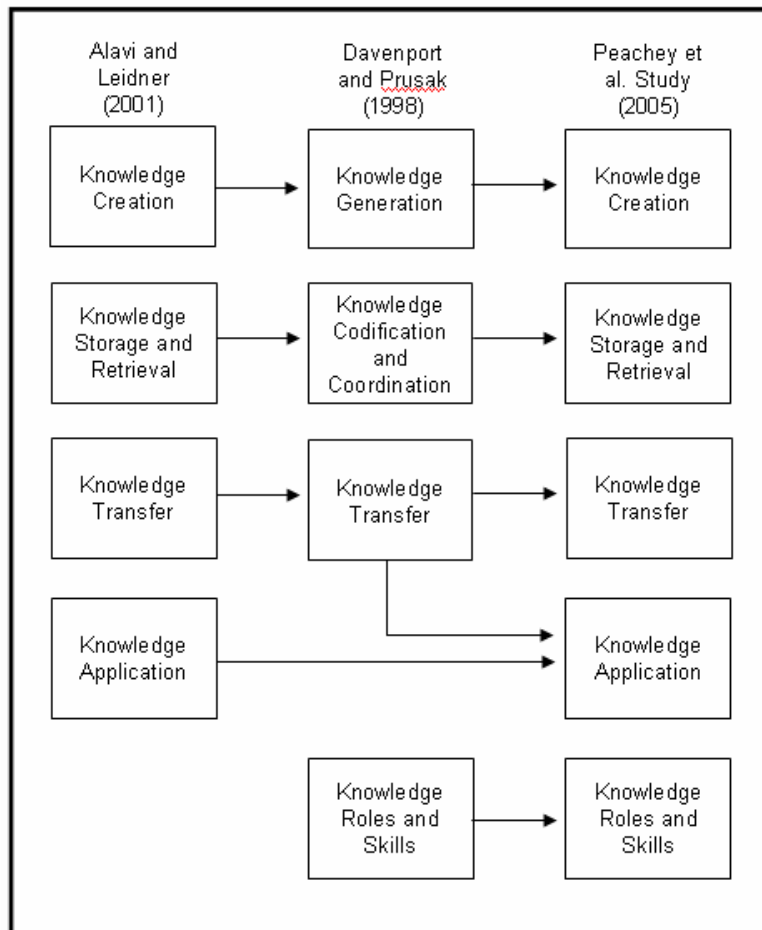 Alavi and
Leidner
(2001)
Davenport
and Prusak
(1998)
Peachey et
al. Study
(2005)
Knowledge
Creation
Knowledge
Generation
Knowledge
Creation
Knowledge
Storage and
Retrieval
Knowledge
Codification
and
Coordination
Knowledge
Storage and
Retrieval
Knowledge
Transfer
Knowledge
Transfer
Knowledge
Transfer
Knowledge
Application
Knowledge
Application
Knowledge
Roles and
Skills
Knowledge
Roles and
Skills